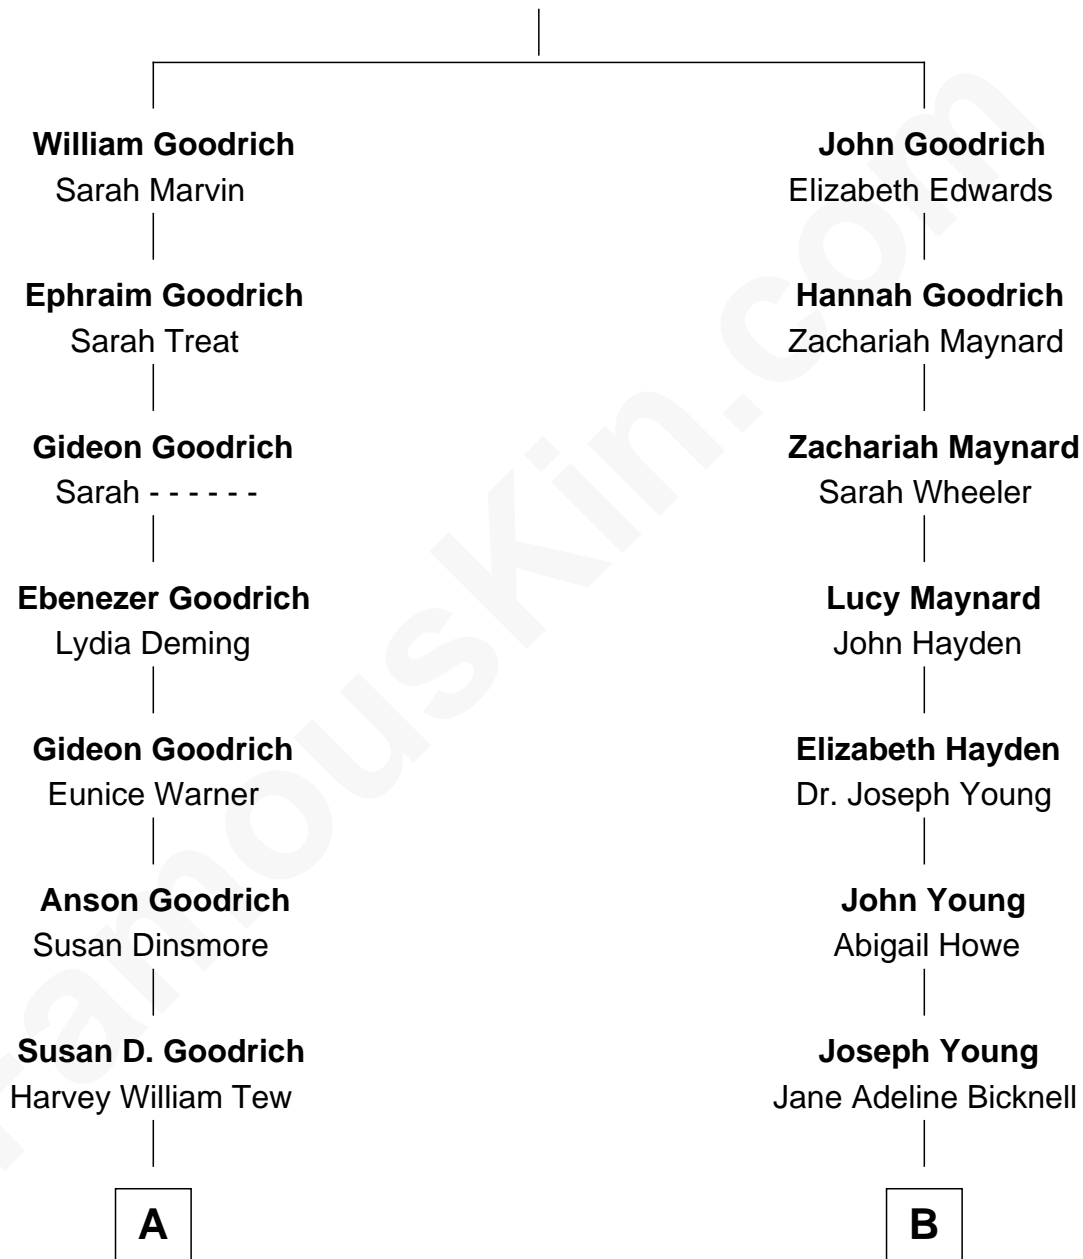 William Goodrich
Sarah Marvin
Ephraim Goodrich
Sarah Treat
Gideon Goodrich
Sarah - - - - - -
Ebenezer Goodrich
Lydia Deming
Gideon Goodrich
Eunice Warner
Anson Goodrich
Susan Dinsmore
Susan D. Goodrich
Harvey William Tew
A
John Goodrich
Elizabeth Edwards
Hannah Goodrich
Zachariah Maynard
Zachariah Maynard
Sarah Wheeler
Lucy Maynard
John Hayden
Elizabeth Hayden
Dr. Joseph Young
John Young
Abigail Howe
Joseph Young
Jane Adeline Bicknell
B
FamousKin.com